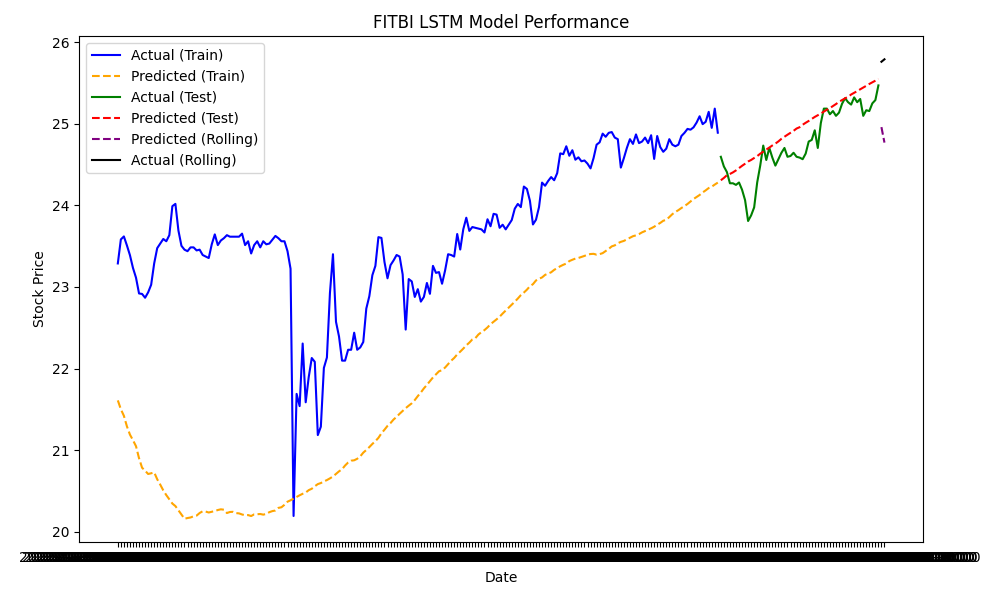 FITBI LSTM Model Performance
Actual (Train)
Predicted (Train)
Actual (Test)
Predicted (Test)
Predicted (Rolling)
Actual (Rolling)
26
25
24
23
22
21
20
Stock Price
Date